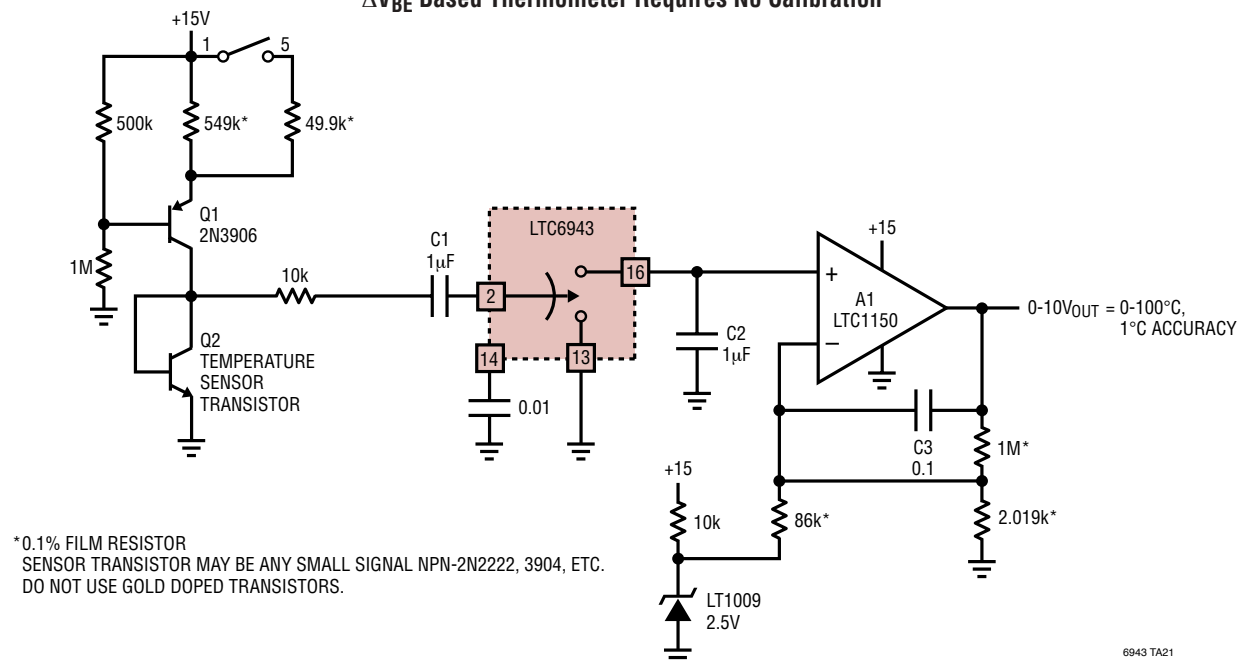 ΔVBE Based Thermometer Requires No Calibration
+15V
1
5
500k
549k*
49.9k*
Q1
2N3906
1M
10k
C1
1µF
LTC6943
2
16
14
13
0.01
C2
1µF
+15
+
A1
LTC1150
−
0-10VOUT = 0-100°C,
1°C ACCURACY
Q2
TEMPERATURE
SENSOR
TRANSISTOR
C3
0.1
1M*
+15
10k
86k*
2.019k*
LT1009
2.5V
*0.1% FILM RESISTOR
SENSOR TRANSISTOR MAY BE ANY SMALL SIGNAL NPN-2N2222, 3904, ETC.
DO NOT USE GOLD DOPED TRANSISTORS.
6943 TA21